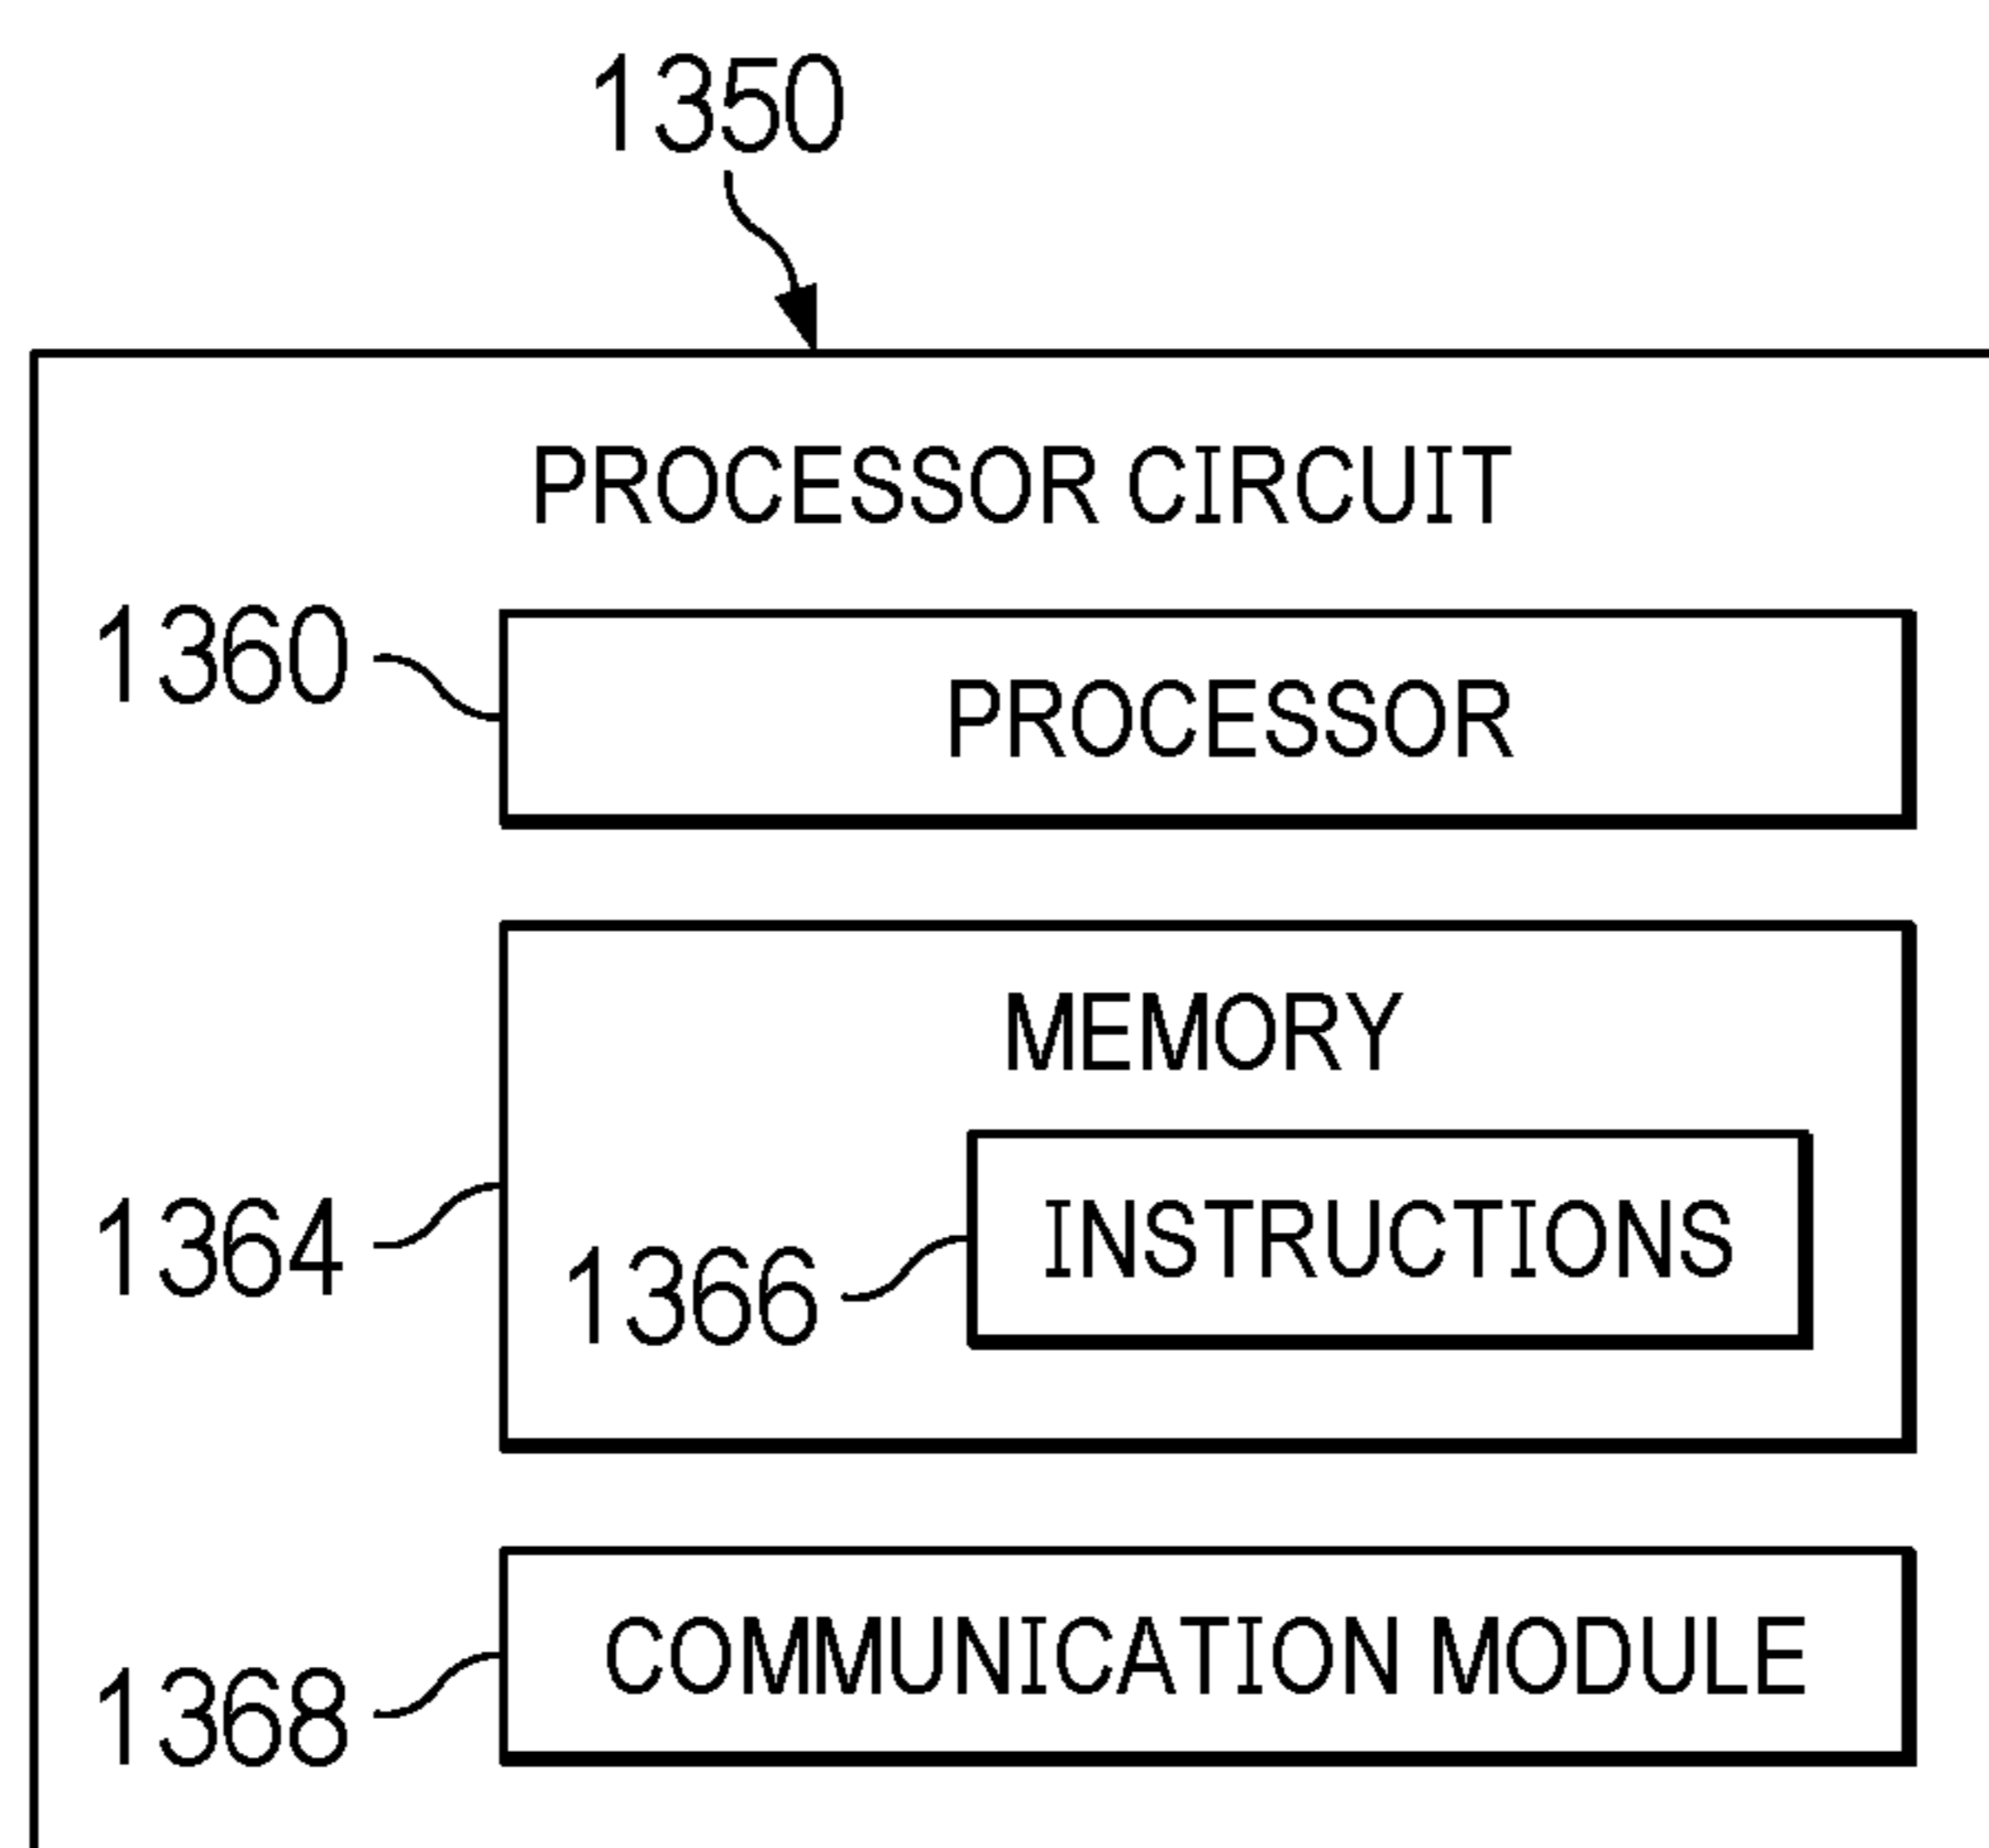 1350
PROCESSOR CIRCUIT
1360
PROCESSOR
MEMORY
1364
INSTRUCTIONS
1366
COMMUNICATION MODULE
1368